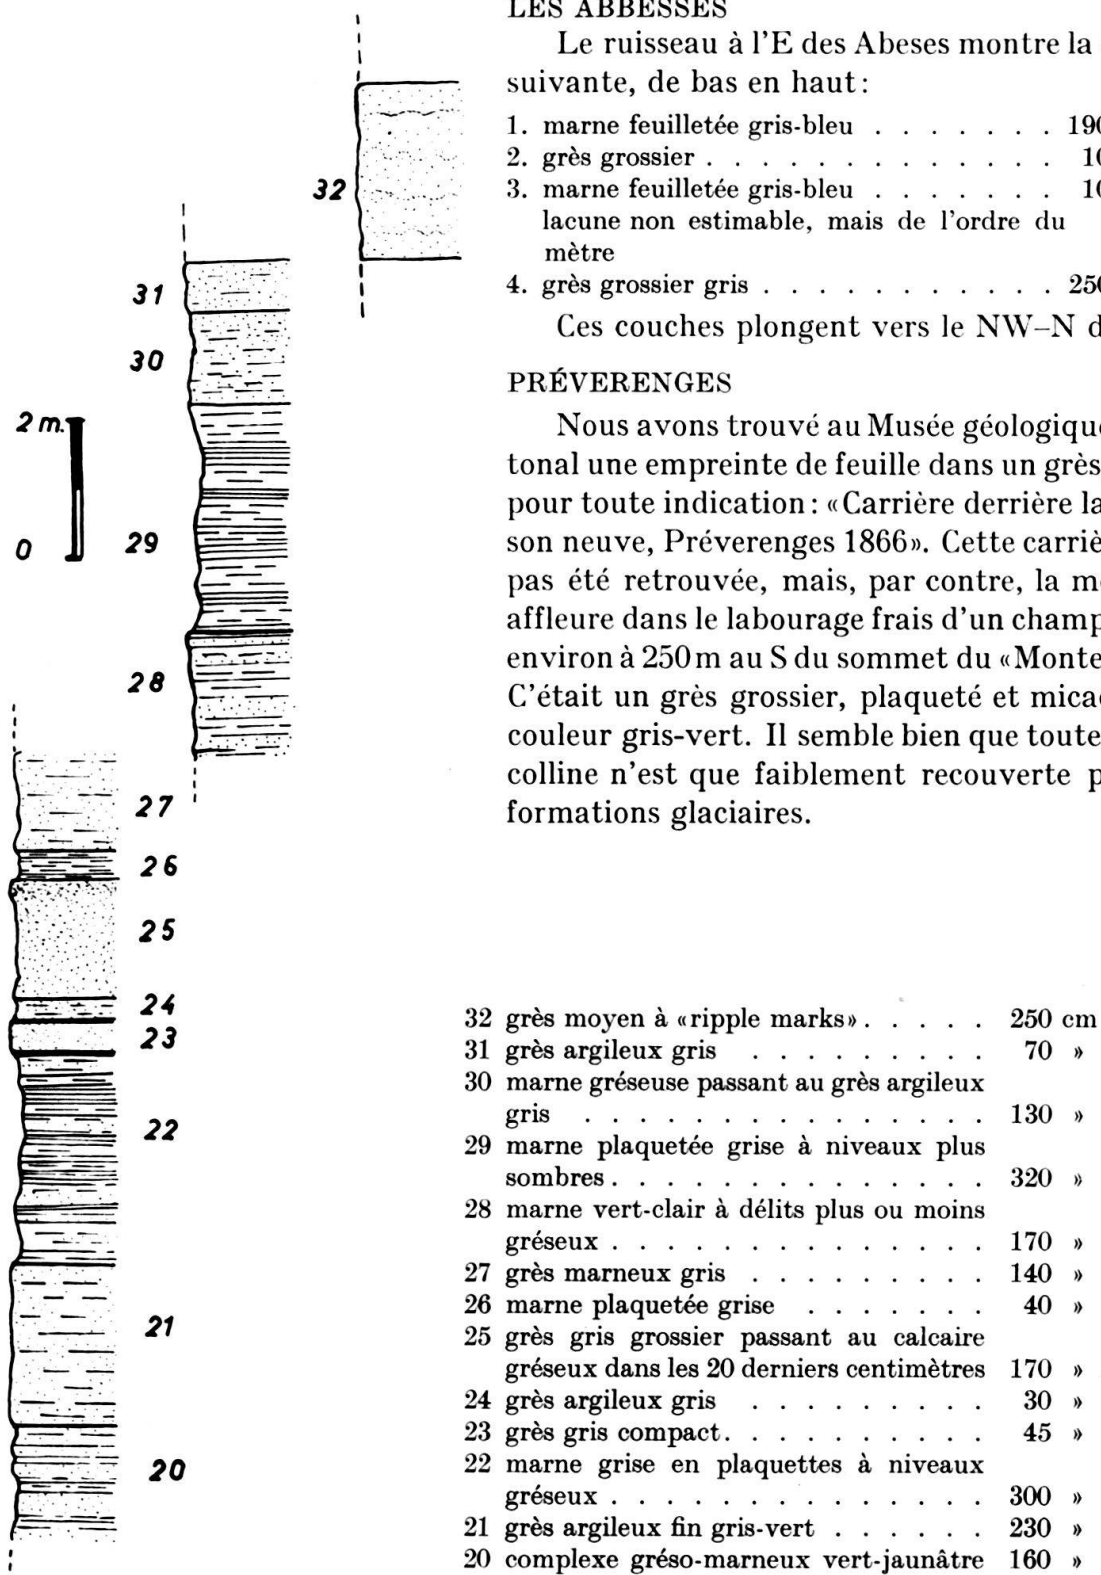 LES ABBESSES
Le ruisseau à l'E des Abeses montre la
suivante, de bas en haut:
1. marne feuilletée gris-bleu . . . . . . . 190
2. grès grossier . . . . . . . . . . . . . 10
3. marne feuilletée gris-bleu . . . . . . . 10
lacune non estimable, mais de l'ordre du
mètre
4. grès grossier gris . . . . . . . . . . . 250
Ces couches plongent vers le NW–N d
PRÉVERENGES
Nous avons trouvé au Musée géologique
tonal une empreinte de feuille dans un grès
pour toute indication: «Carrière derrière la
son neuve, Préverenges 1866». Cette carriè
pas été retrouvée, mais, par contre, la m
affleure dans le labourage frais d'un champ
environ à 250 m au S du sommet du «Monte
C'était un grès grossier, plaqueté et mica
couleur gris-vert. Il semble bien que toute
colline n'est que faiblement recouverte p
formations glaciaires.
32
31
30
2 m.
0
29
28
27
26
25
24
23
22
21
20
32 grès moyen à «ripple marks» . . . . . 250 cm
31 grès argileux gris . . . . . . . . . 70 »
30 marne gréseuse passant au grès argileux
gris . . . . . . . . . . . . . . . 130 »
29 marne plaquetée grise à niveaux plus
sombres . . . . . . . . . . . . . . 320 »
28 marne vert-clair à délits plus ou moins
gréseux . . . . . . . . . . . . . . 170 »
27 grès marneux gris . . . . . . . . . 140 »
26 marne plaquetée grise . . . . . . . 40 »
25 grès gris grossier passant au calcaire
gréseux dans les 20 derniers centimètres 170 »
24 grès argileux gris . . . . . . . . . 30 »
23 grès gris compact . . . . . . . . . . 45 »
22 marne grise en plaquettes à niveaux
gréseux . . . . . . . . . . . . . . 300 »
21 grès argileux fin gris-vert . . . . . . 230 »
20 complexe gréso-marneux vert-jaunâtre 160 »